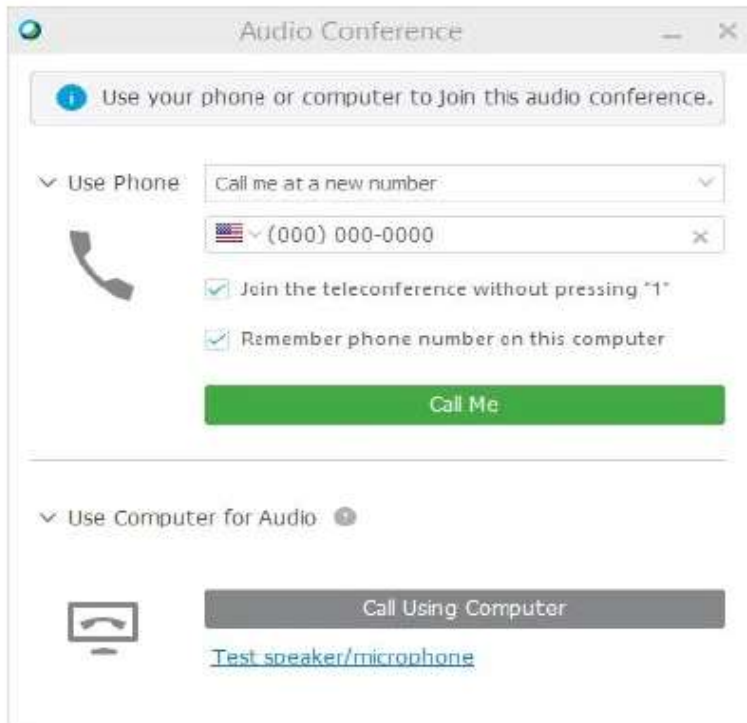 Audio Conference
Use your phone or computer to join this audio conference.
Use Phone
Call me at a new number
(000) 000-0000
Join the teleconference without pressing "1"
Remember phone number on this computer
Call Me
Use Computer for Audio
Call Using Computer
Test speaker/microphone